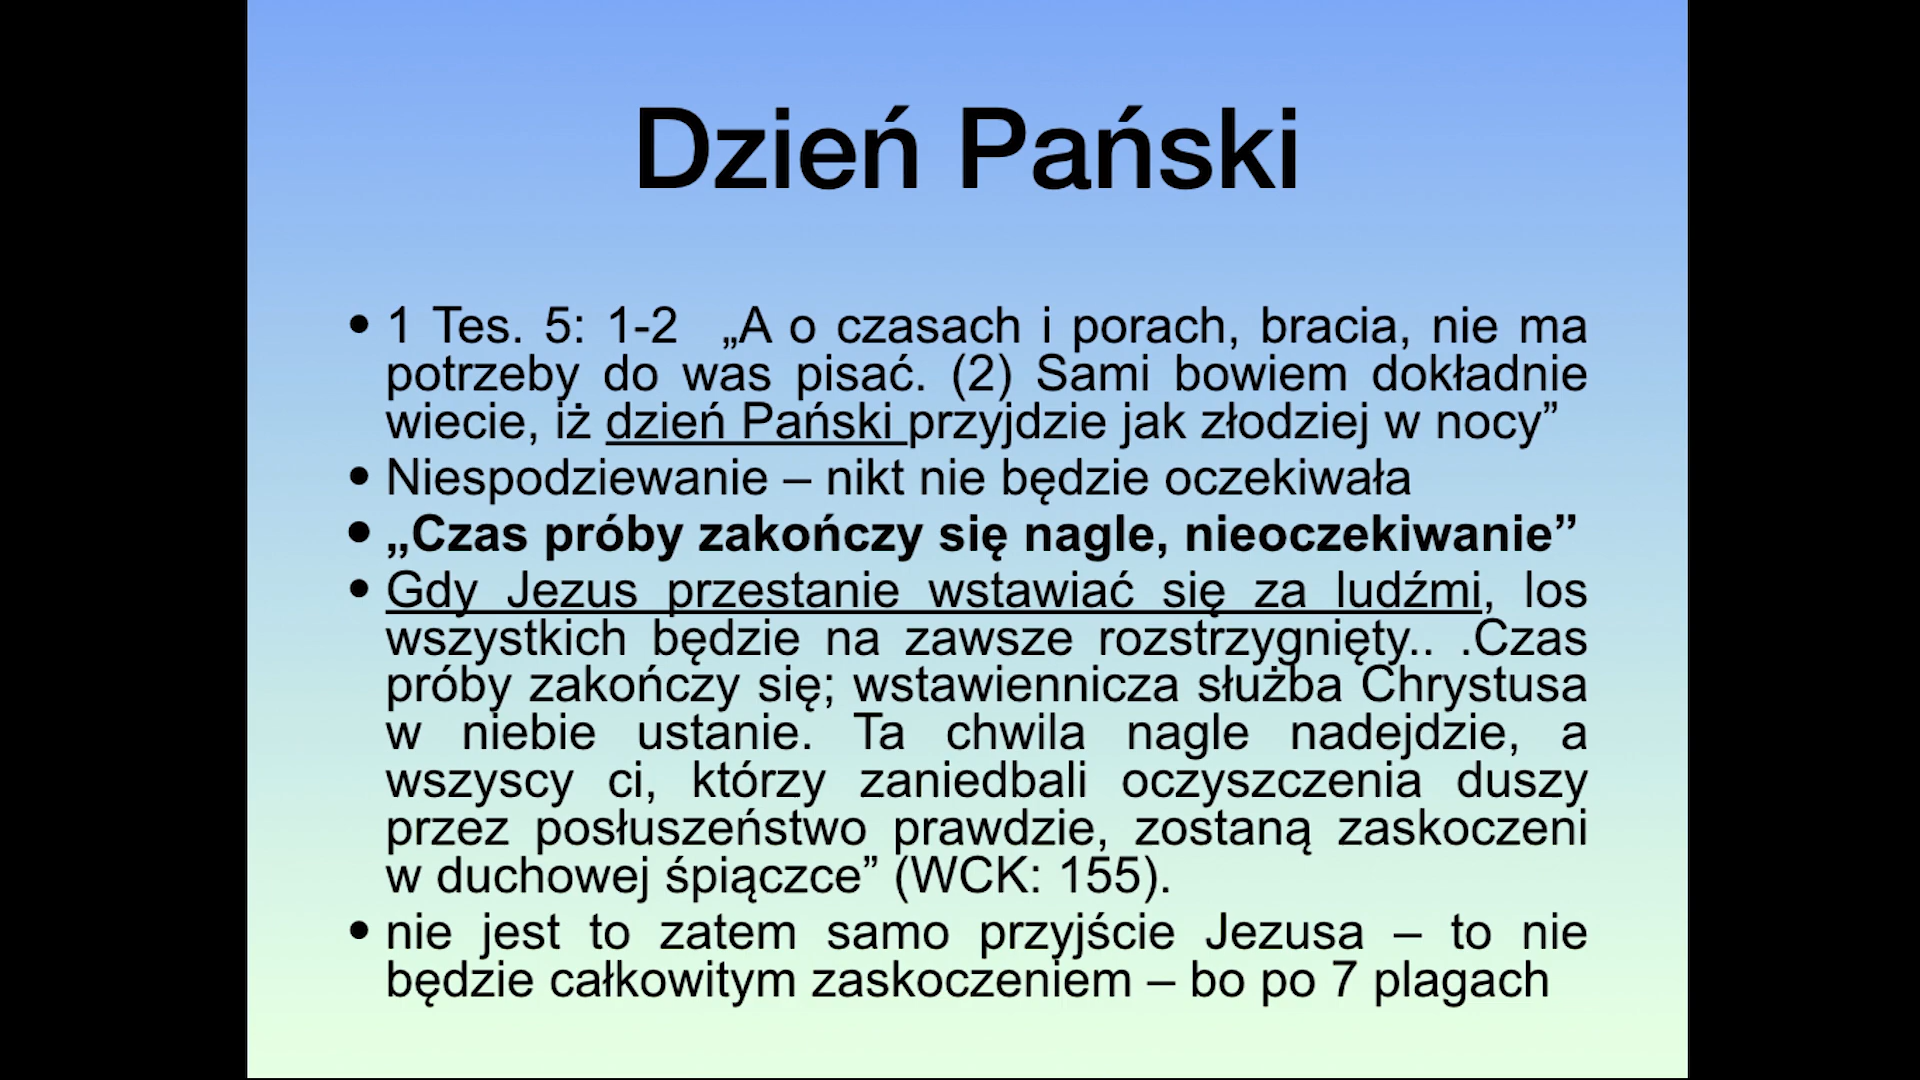 Dzień Pański
• 1 Tes. 5: 1-2 „A o czasach i porach, bracia, nie ma
potrzeby do was pisać. (2) Sami bowiem dokładnie
wiecie, iż dzień Pański przyjdzie jak złodziej w nocy”
• Niespodziewanie – nikt nie będzie oczekiwała
• „Czas próby zakończy się nagle, nieoczekiwanie”
• Gdy Jezus przestanie wstawiać się za ludźmi, los
wszystkich będzie na zawsze rozstrzygnięty.. .Czas
próby zakończy się; wstawiennicza służba Chrystusa
w niebie ustanie. Ta chwila nagle nadejdzie, a
wszyscy ci, którzy zaniedbali oczyszczenia duszy
przez posłuszeństwo prawdzie, zostaną zaskoczeni
w duchowej śpiączce” (WCK: 155).
• nie jest to zatem samo przyjście Jezusa – to nie
będzie całkowitym zaskoczeniem – bo po 7 plagach